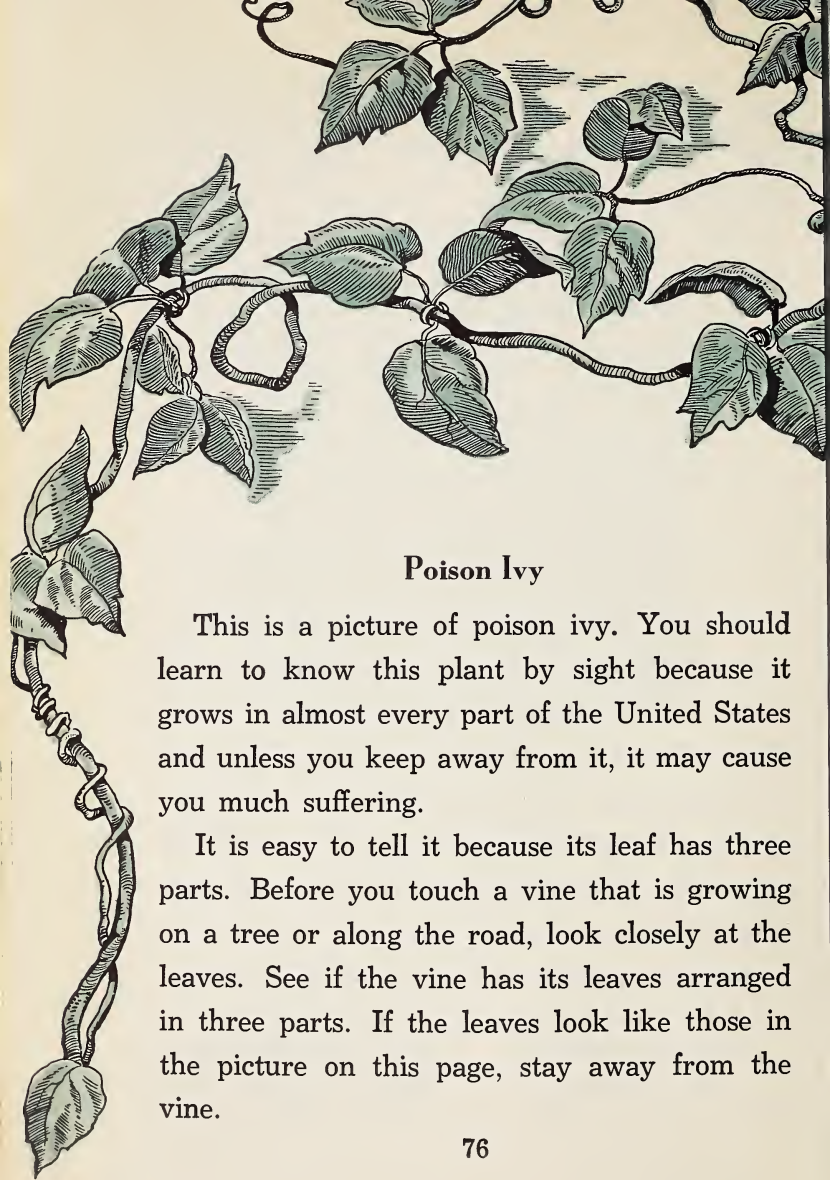 Poison Ivy
This is a picture of poison ivy. You should
learn to know this plant by sight because it
grows in almost every part of the United States
and unless you keep away from it, it may cause
you much suffering.
It is easy to tell it because its leaf has three
parts. Before you touch a vine that is growing
on a tree or along the road, look closely at the
leaves. See if the vine has its leaves arranged
in three parts. If the leaves look like those in
the picture on this page, stay away from the
vine.
76